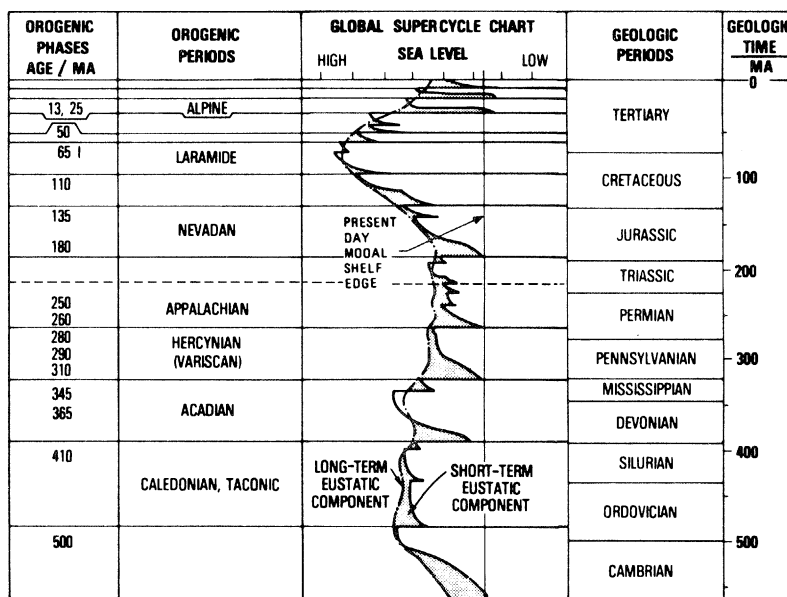 OROGENIC
PHASES
AGE / MA
OROGENIC
PERIODS
GLOBAL SUPERCYCLE CHART
SEA LEVEL
HIGH
LOW
GEOLOGIC
PERIODS
GEOLOGIC
TIME
MA
13, 25
50
65
110
135
180
250
260
280
290
310
345
365
410
500
ALPINE
LARAMIDE
NEVADAN
APPALACHIAN
HERCYNIAN
(VARISCAN)
ACADIAN
CALEDONIAN, TACONIC
PRESENT
DAY
MODAL
SHELF
EDGE
LONG-TERM
EUSTATIC
COMPONENT
SHORT-TERM
EUSTATIC
COMPONENT
TERTIARY
CRETACEOUS
JURASSIC
TRIASSIC
PERMIAN
PENNSYLVANIAN
MISSISSIPPIAN
DEVONIAN
SILURIAN
ORDOVICIAN
CAMBRIAN
0
100
200
300
400
500